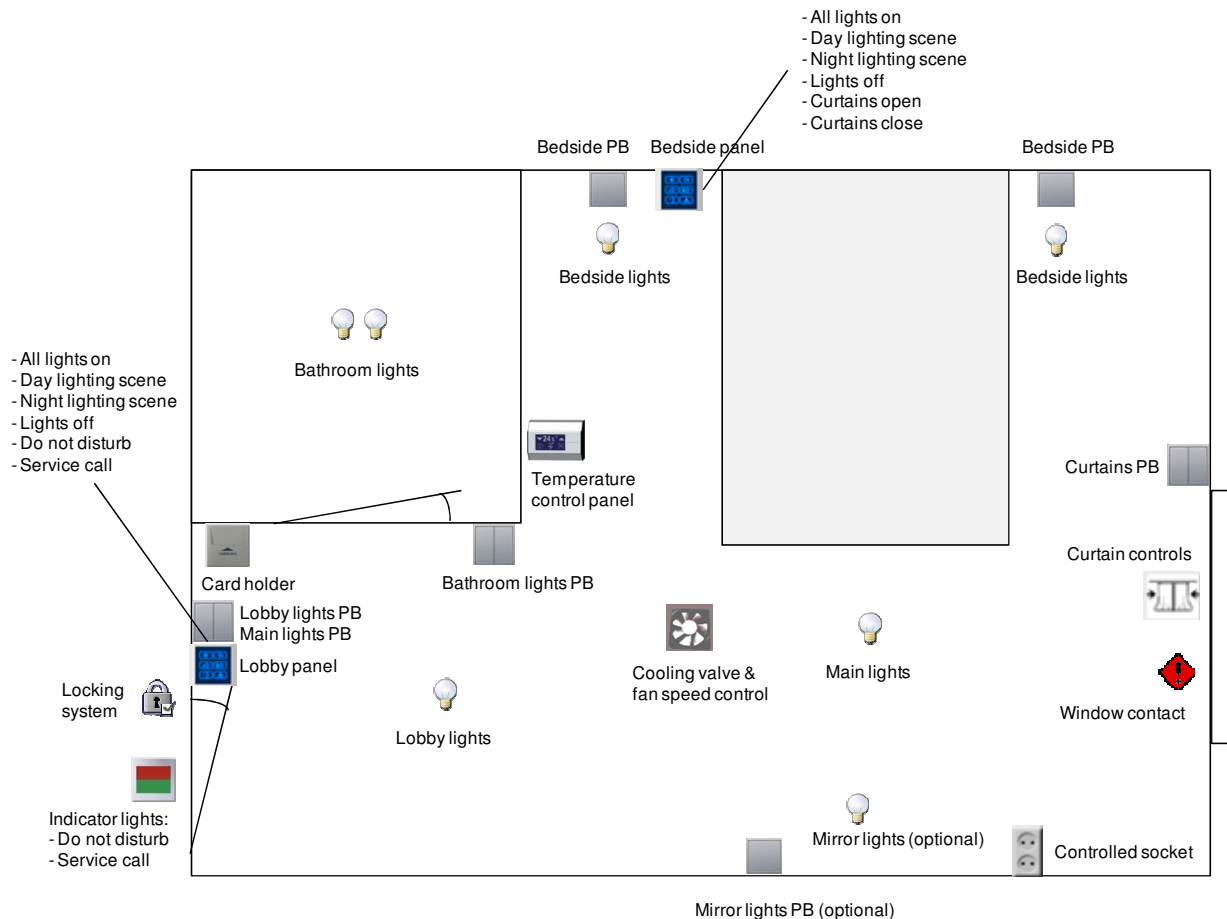 - All lights on
- Day lighting scene
- Night lighting scene
- Lights off
- Curtains open
- Curtains close
Bedside PB
Bedside panel
Bedside PB
Bedside lights
Bedside lights
- All lights on
- Day lighting scene
- Night lighting scene
- Lights off
- Do not disturb
- Service call
Bathroom lights
24
Temperature
control panel
Curtains PB
Card holder
Bathroom lights PB
Curtain controls
Lobby lights PB
Main lights PB
Lobby panel
Cooling valve &
fan speed control
Main lights
Locking
system
Window contact
Lobby lights
Indicator lights:
- Do not disturb
- Service call
Mirror lights (optional)
Controlled socket
Mirror lights PB (optional)